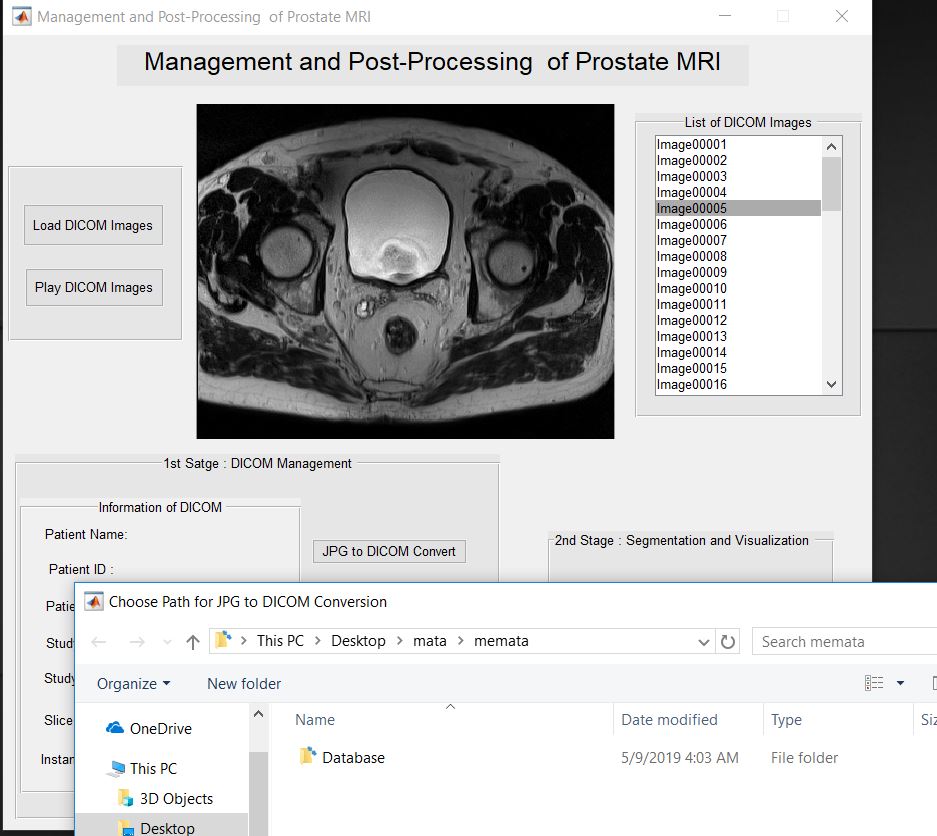 Management and Post-Processing  of Prostate MRI
Management and Post-Processing  of Prostate MRI
Load DICOM Images
Play DICOM Images
List of DICOM Images
Image00001
Image00002
Image00003
Image00004
Image00005
Image00006
Image00007
Image00008
Image00009
Image00010
Image00011
Image00012
Image00013
Image00014
Image00015
Image00016
1st Satge : DICOM Management
Information of DICOM
Patient Name:
Patient ID :
Patie
Study
Study
Slice
Instan
JPG to DICOM Convert
2nd Stage : Segmentation and Visualization
Choose Path for JPG to DICOM Conversion
This PC > Desktop > mata > memata
Search memata
Organize
New folder
OneDrive
This PC
3D Objects
Desktop
Name Date modified Type Siz
Database 5/9/2019 4:03 AM File folder